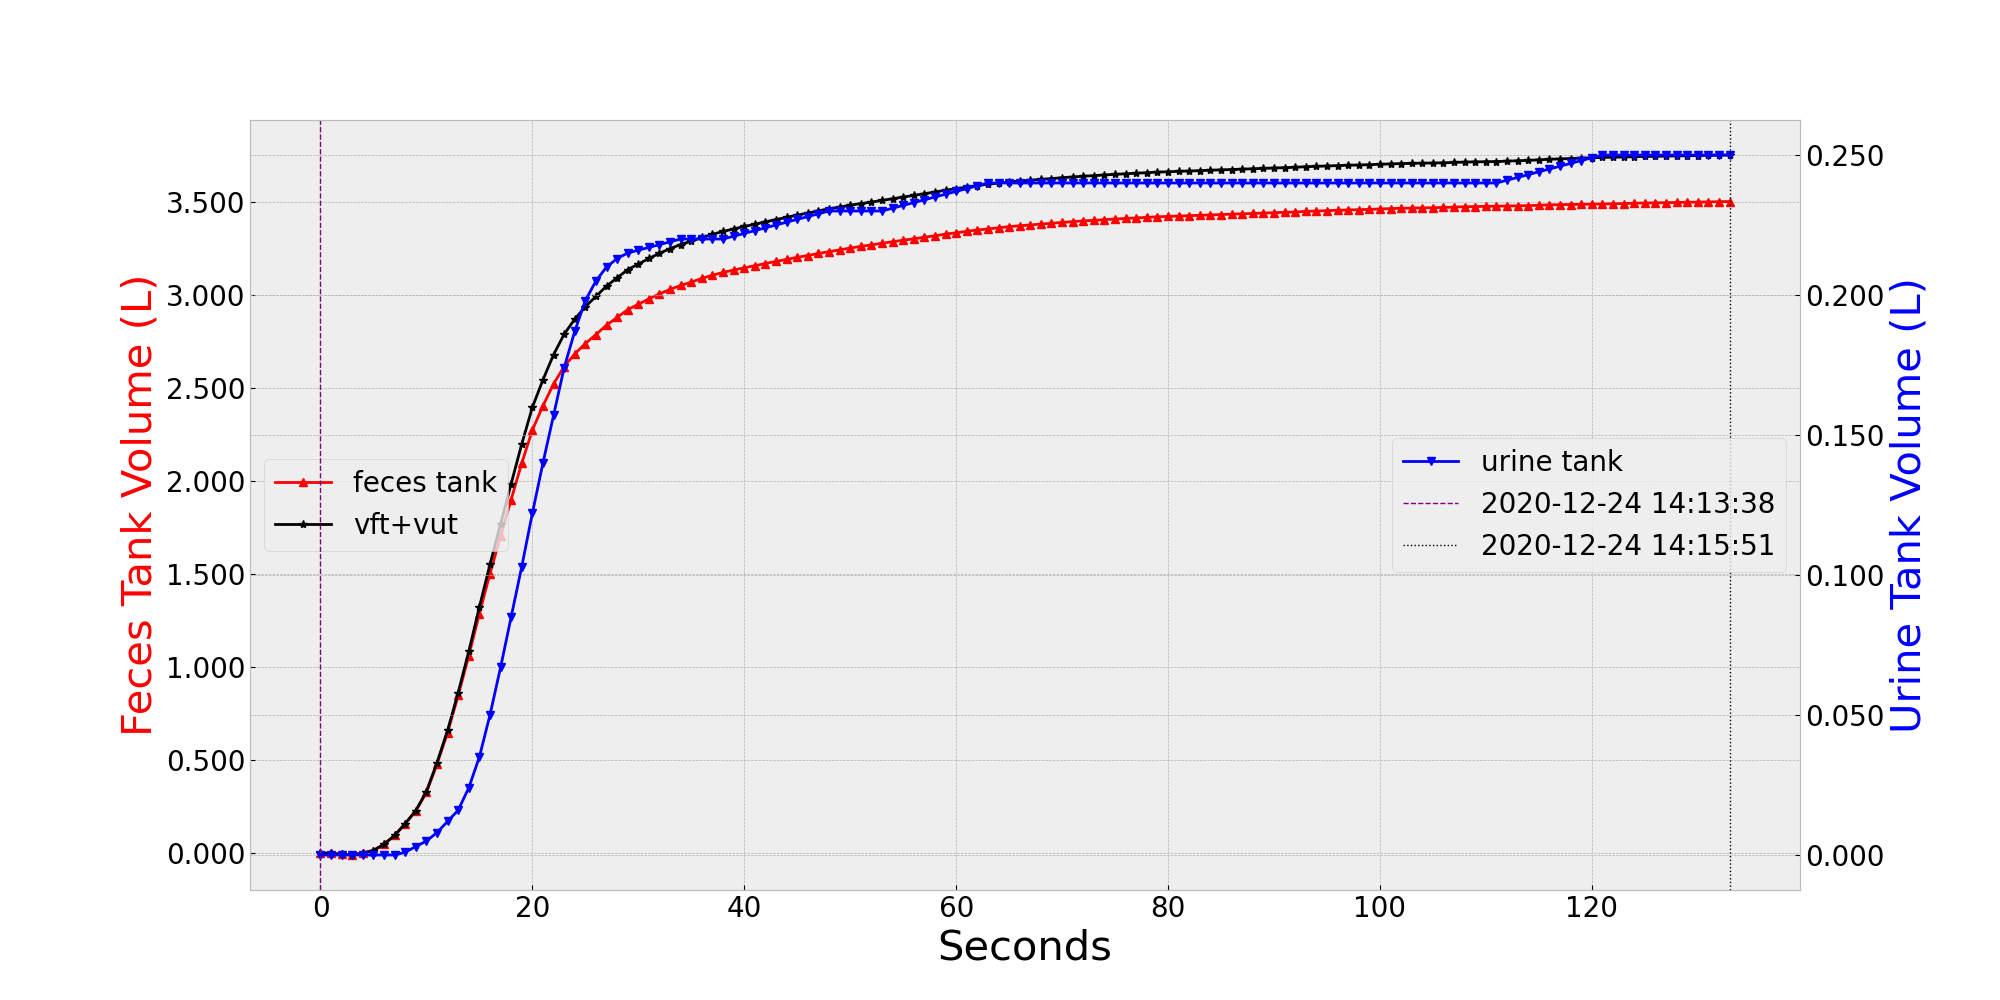 Feces Tank Volume (L)
3.500
3.000
2.500
2.000
1.500
1.000
0.500
0.000
feces tank
vft+vut
urine tank
2020-12-24 14:13:38
2020-12-24 14:15:51
0.250
0.200
0.150
0.100
0.050
0.000
Urine Tank Volume (L)
0 20 40 60 80 100 120
Seconds